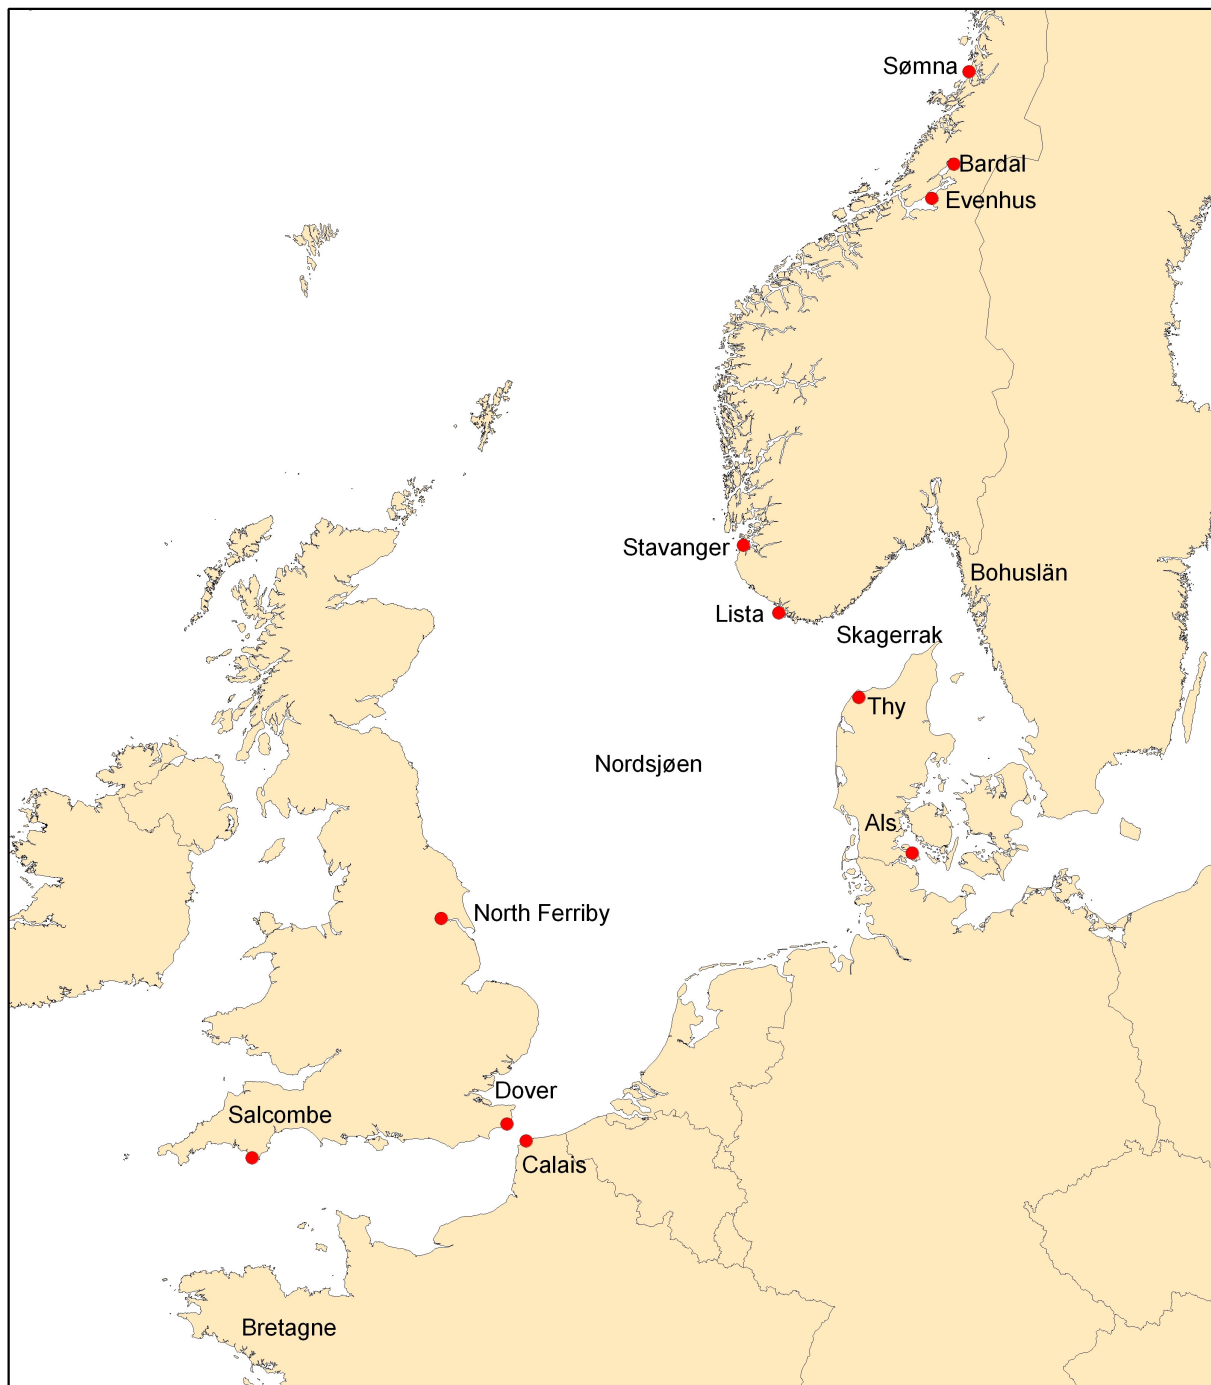 Sømna
Bardal
Evenhus
Stavanger
Bohuslän
Lista
Skagerrak
Thy
Nordsjøen
Als
North Ferriby
Dover
Salcombe
Calais
Bretagne